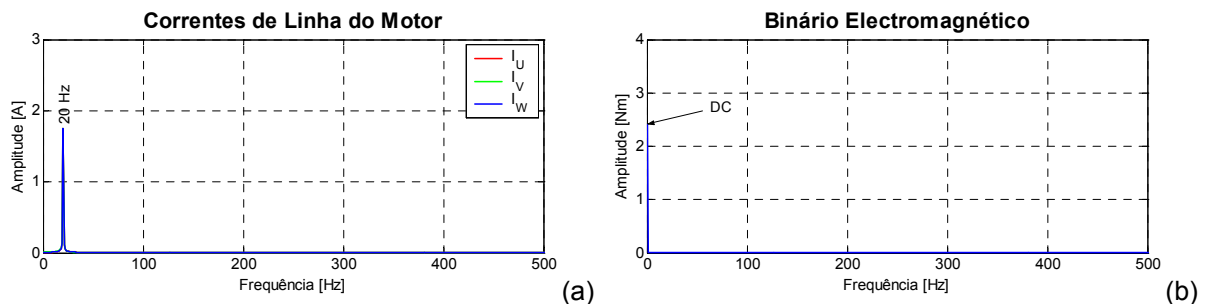 Correntes de Linha do Motor
3
2
1
0
Amplitude [A]
20 Hz
I_U
I_V
I_W
0 100 200 300 400 500
Frequência [Hz]
(a)
Binário Electromagnético
4
3
2
1
0
Amplitude [Nm]
DC
0 100 200 300 400 500
Frequência [Hz]
(b)